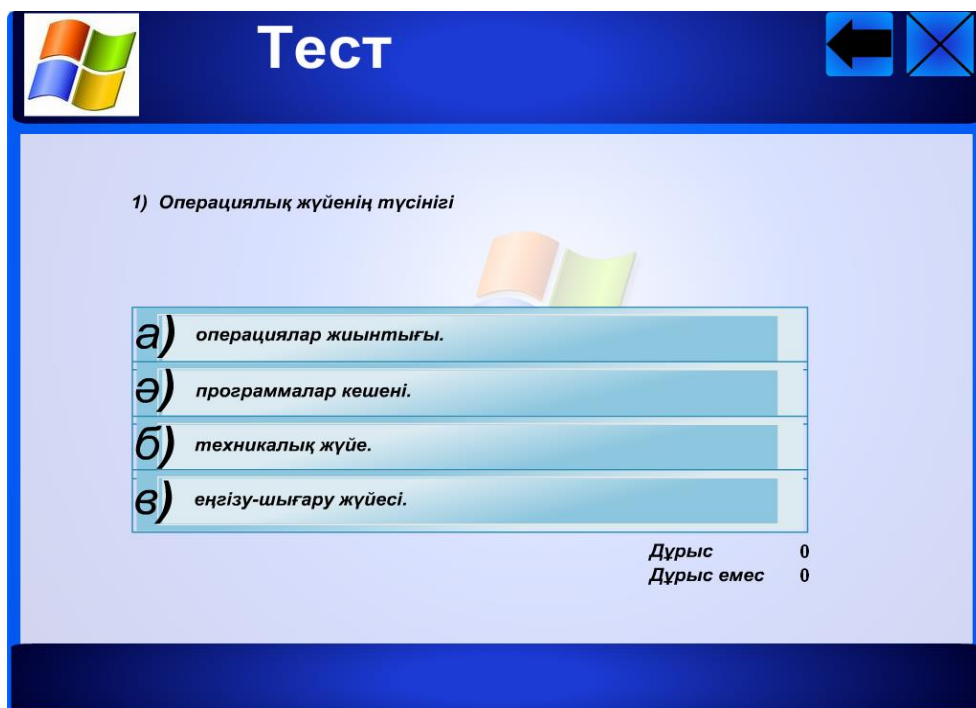 Тест
1) Операциялық жүйенің түсінігі
а) операциялар жиынтығы.
ә) программалар кешені.
б) техникалық жүйе.
в) еңгізу-шығару жүйесі.
Дұрыс 0
Дұрыс емес 0